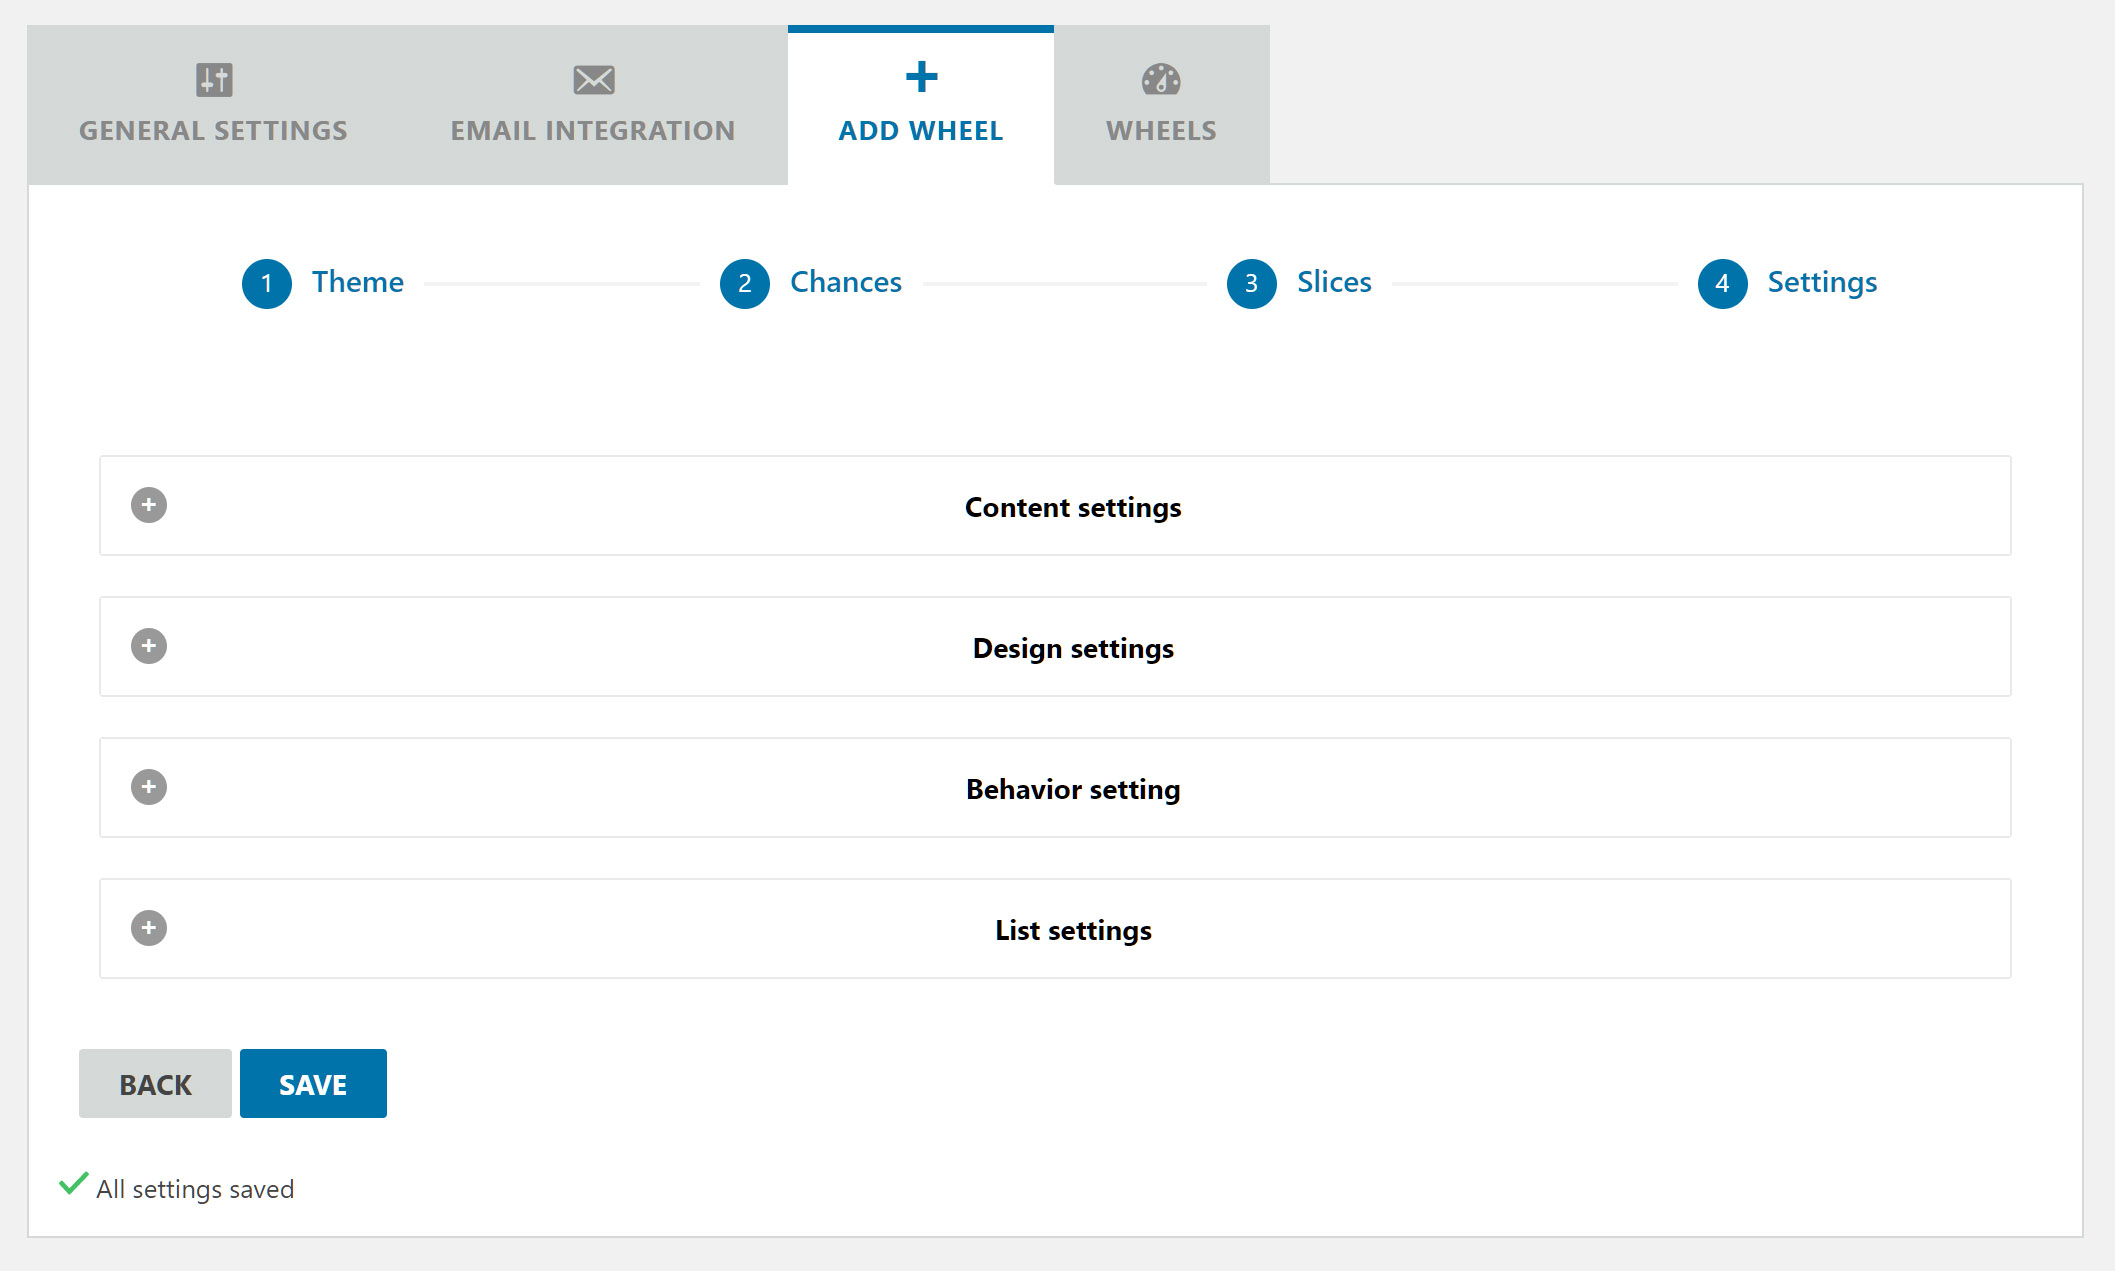 GENERAL SETTINGS
EMAIL INTEGRATION
ADD WHEEL
WHEELS
1 Theme
2 Chances
3 Slices
4 Settings
Content settings
Design settings
Behavior setting
List settings
BACK
SAVE
All settings saved